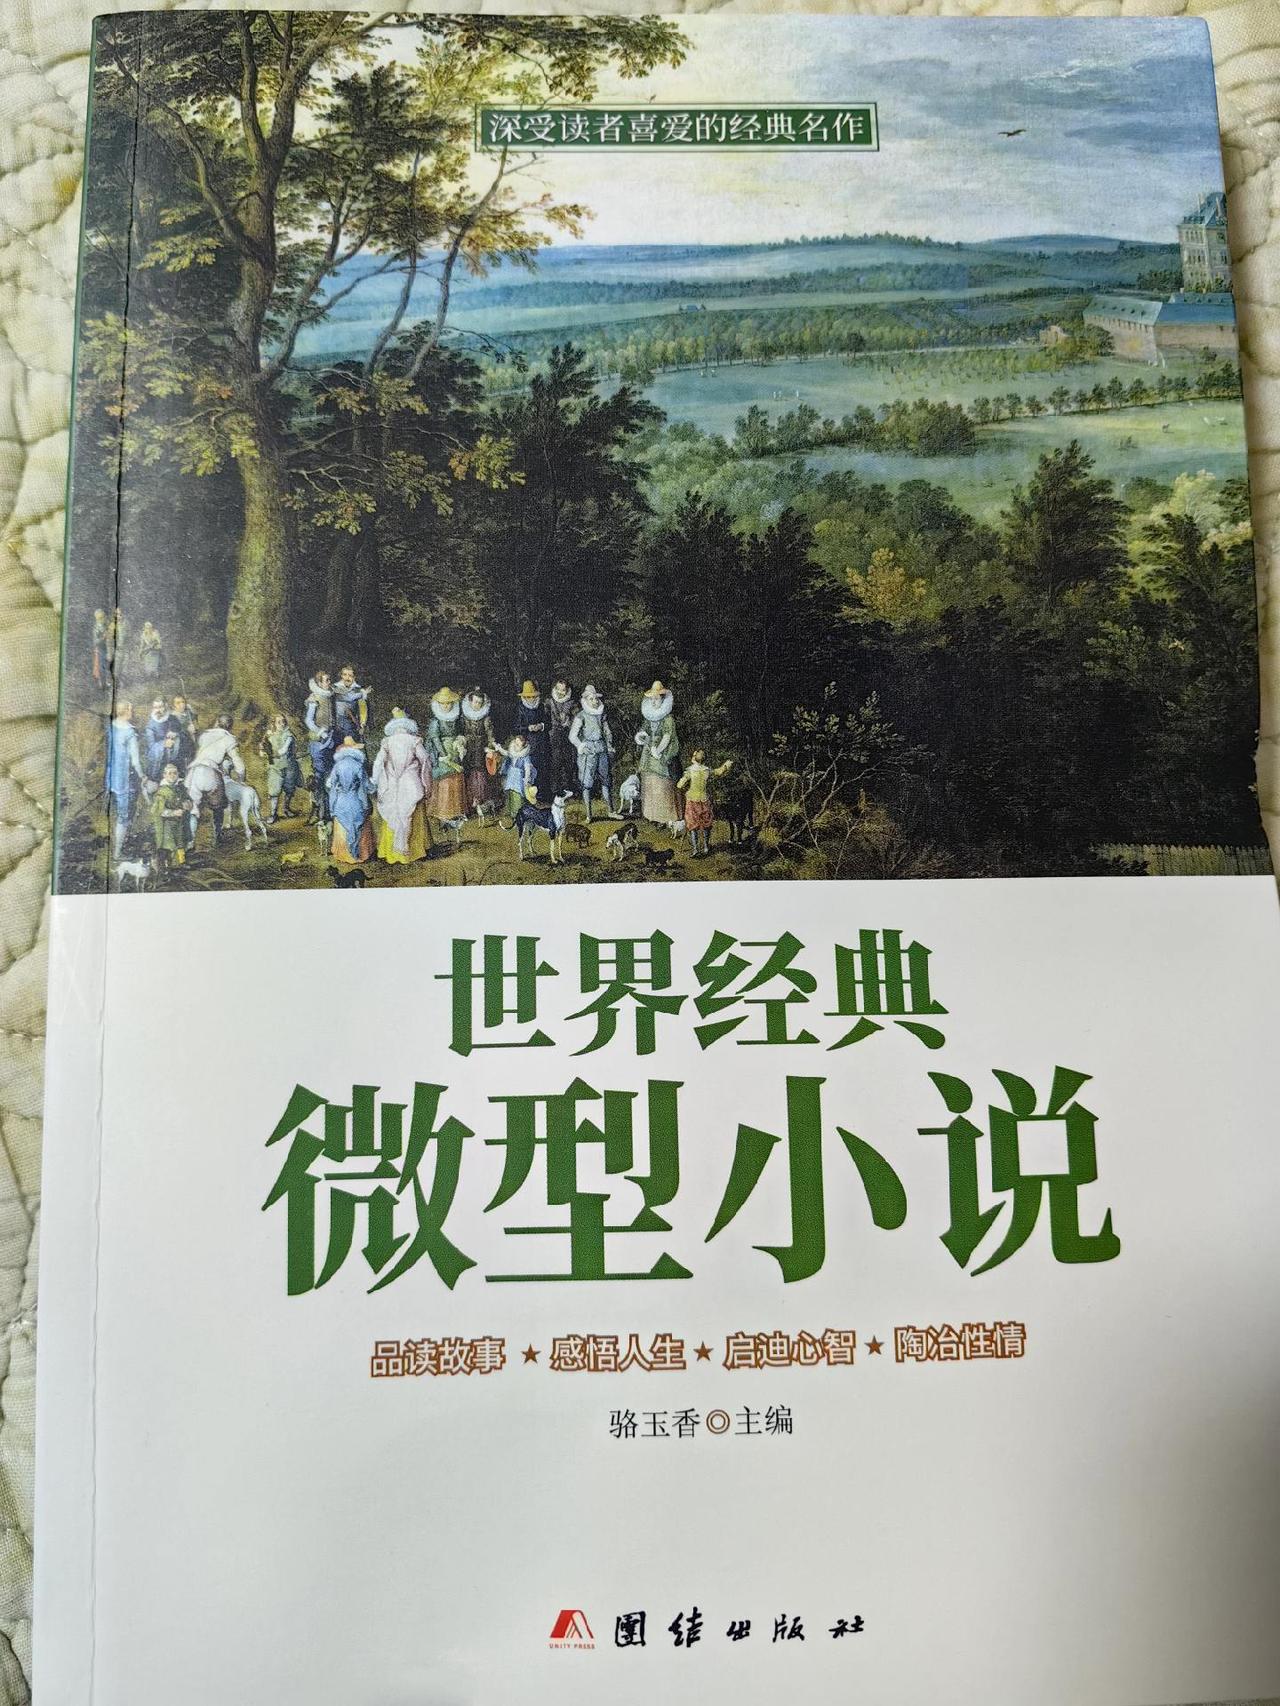 深受读者喜爱的经典名作
世界经典
微型小说
品读故事 ★ 感悟人生 ★ 启迪心智 ★ 陶冶性情
骆玉香◎主编
UNITY PRESS
團结出版社